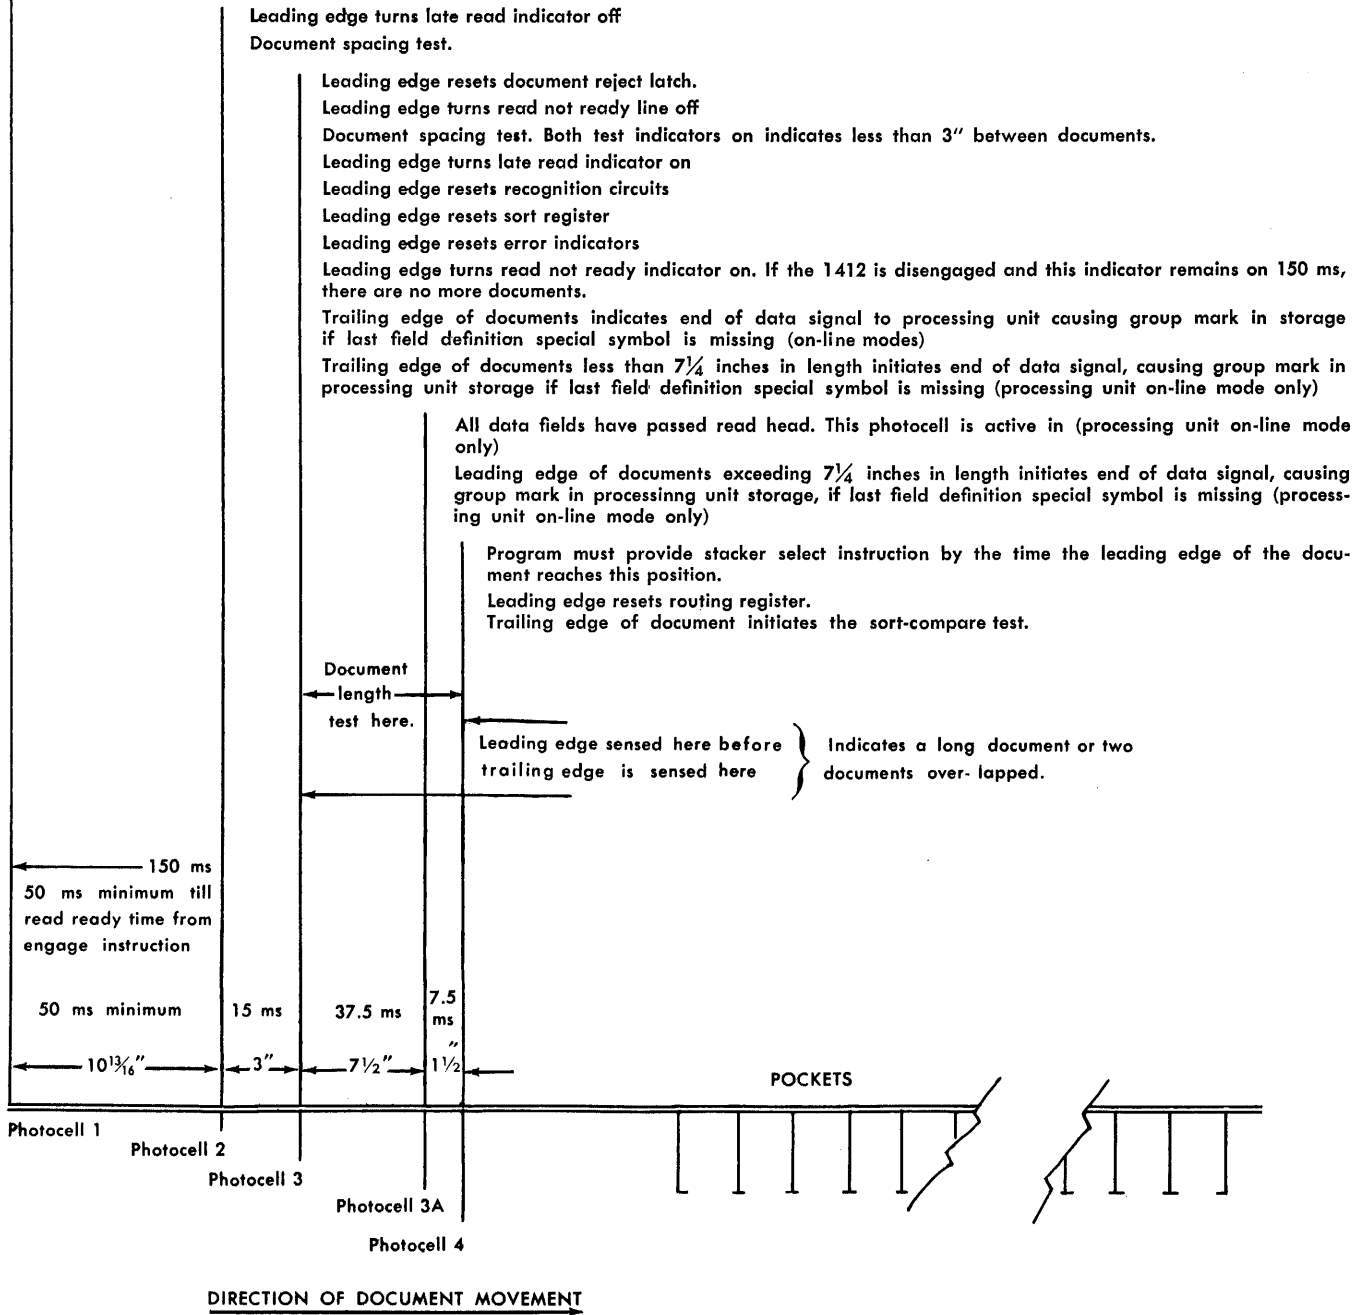 Leading edge turns late read indicator off
Document spacing test.
Leading edge resets document reject latch.
Leading edge turns read not ready line off
Document spacing test. Both test indicators on indicates less than 3" between documents.
Leading edge turns late read indicator on
Leading edge resets recognition circuits
Leading edge resets sort register
Leading edge resets error indicators
Leading edge turns read not ready indicator on. If the 1412 is disengaged and this indicator remains on 150 ms,
there are no more documents.
Trailing edge of documents indicates end of data signal to processing unit causing group mark in storage
if last field definition special symbol is missing (on-line modes)
Trailing edge of documents less than 7¼ inches in length initiates end of data signal, causing group mark in
processing unit storage if last field definition special symbol is missing (processing unit on-line mode only)
All data fields have passed read head. This photocell is active in (processing unit on-line mode
only)
Leading edge of documents exceeding 7¼ inches in length initiates end of data signal, causing
group mark in processinng unit storage, if last field definition special symbol is missing (process-
ing unit on-line mode only)
Program must provide stacker select instruction by the time the leading edge of the docu-
ment reaches this position.
Leading edge resets routing register.
Trailing edge of document initiates the sort-compare test.
Document
length
test here.
Leading edge sensed here before
trailing edge is sensed here
Indicates a long document or two
documents over- lapped.
150 ms
50 ms minimum till
read ready time from
engage instruction
50 ms minimum
15 ms
37.5 ms
7.5
ms
10 13/16"
3"
7½"
1½"
POCKETS
Photocell 1
Photocell 2
Photocell 3
Photocell 3A
Photocell 4
DIRECTION OF DOCUMENT MOVEMENT